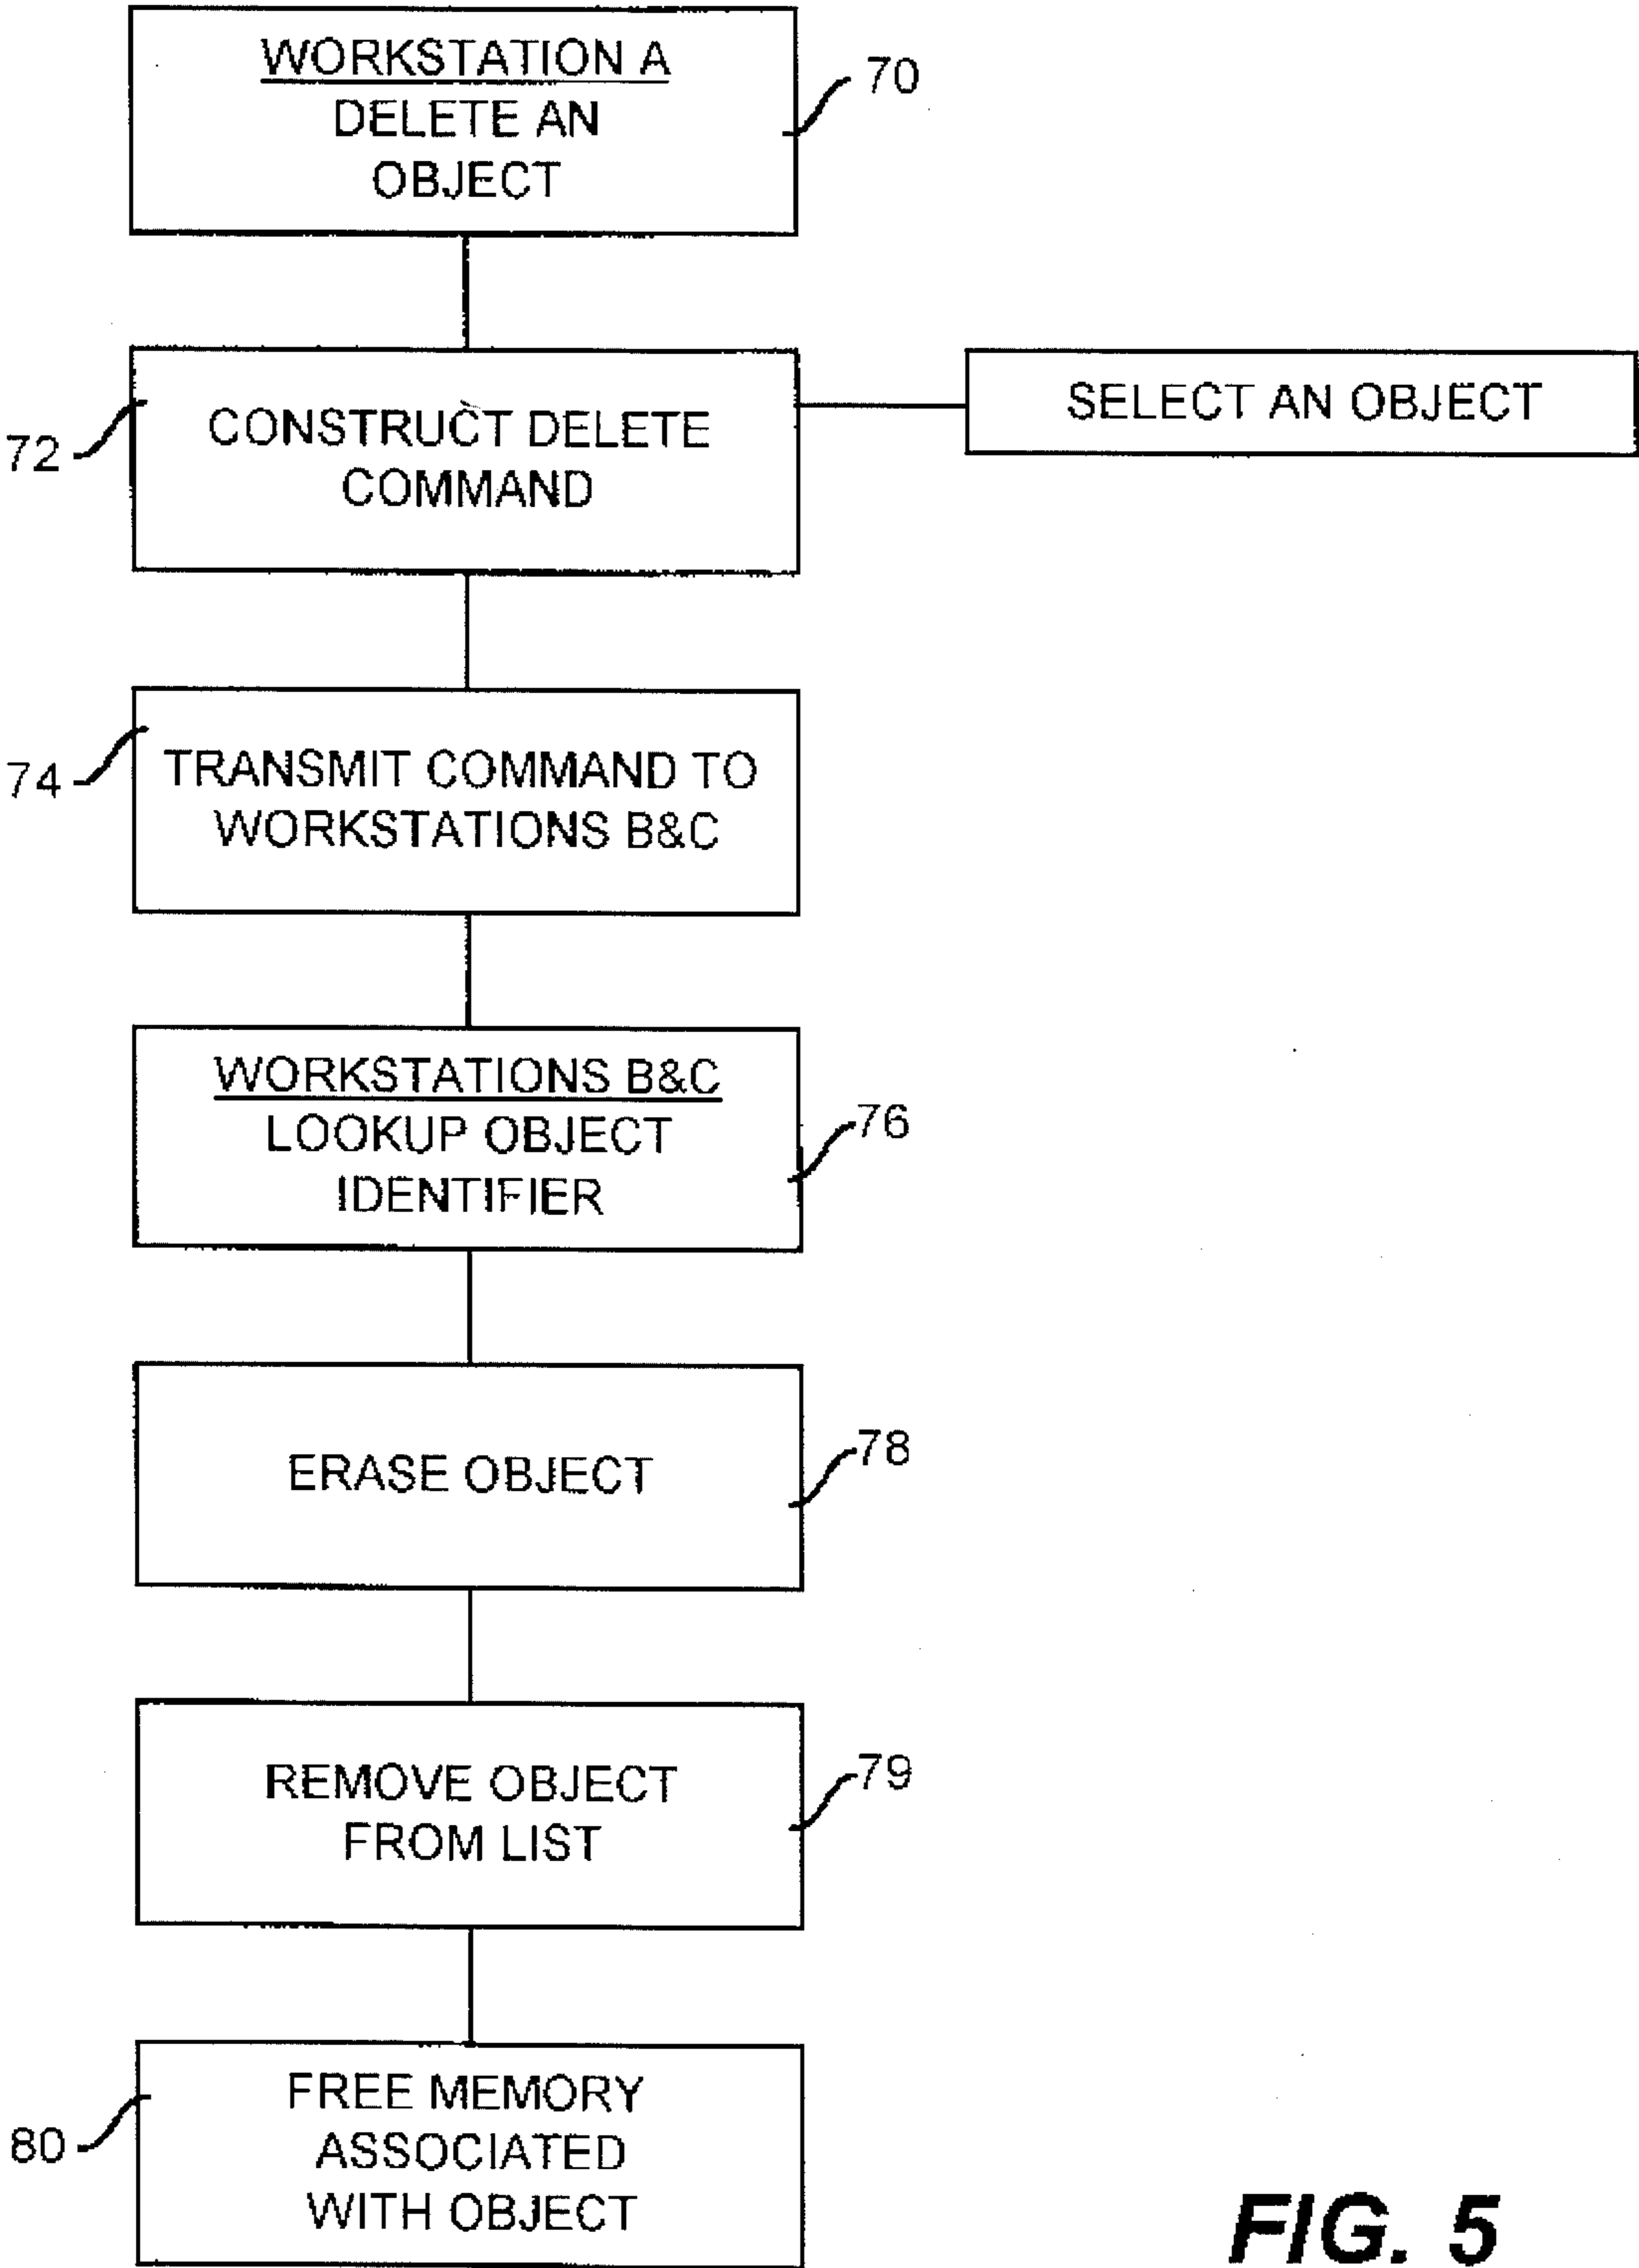 WORKSTATION A
DELETE AN
OBJECT
70
CONSTRUCT DELETE
COMMAND
72
SELECT AN OBJECT
TRANSMIT COMMAND TO
WORKSTATIONS B&C
74
WORKSTATIONS B&C
LOOKUP OBJECT
IDENTIFIER
76
ERASE OBJECT
78
REMOVE OBJECT
FROM LIST
79
FREE MEMORY
ASSOCIATED
WITH OBJECT
80
FIG. 5